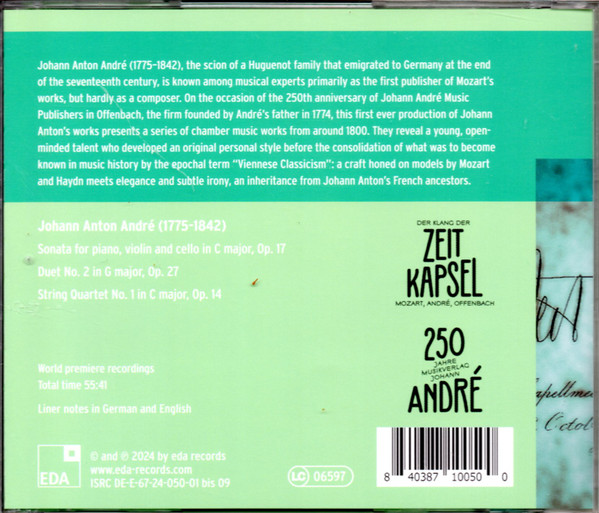 Johann Anton André (1775–1842), the scion of a Huguenot family that emigrated to Germany at the end
of the seventeenth century, is known among musical experts primarily as the first publisher of Mozart's
works, but hardly as a composer. On the occasion of the 250th anniversary of Johann André Music
Publishers in Offenbach, the firm founded by André's father in 1774, this first ever production of Johann
Anton's works presents a series of chamber music works from around 1800. They reveal a young, open-
minded talent who developed an original personal style before the consolidation of what was to become
known in music history by the epochal term "Viennese Classicism": a craft honed on models by Mozart
and Haydn meets elegance and subtle irony, an inheritance from Johann Anton's French ancestors.
Johann Anton André (1775-1842)
Sonata for piano, violin and cello in C major, Op. 17
Duet No. 2 in G major, Op. 27
String Quartet No. 1 in C major, Op. 14
World premiere recordings
Total time 55:41
Liner notes in German and English
DER KLANG DER
ZEIT
KAPSEL
MOZART, ANDRÉ, OFFENBACH
250
JAHRE
MUSIKVERLAG
JOHANN
ANDRÉ
EDA
© and ℗ 2024 by eda records
www.eda-records.com
ISRC DE-E-67-24-050-01 bis 09
LC 06597
8 40387 10050 0